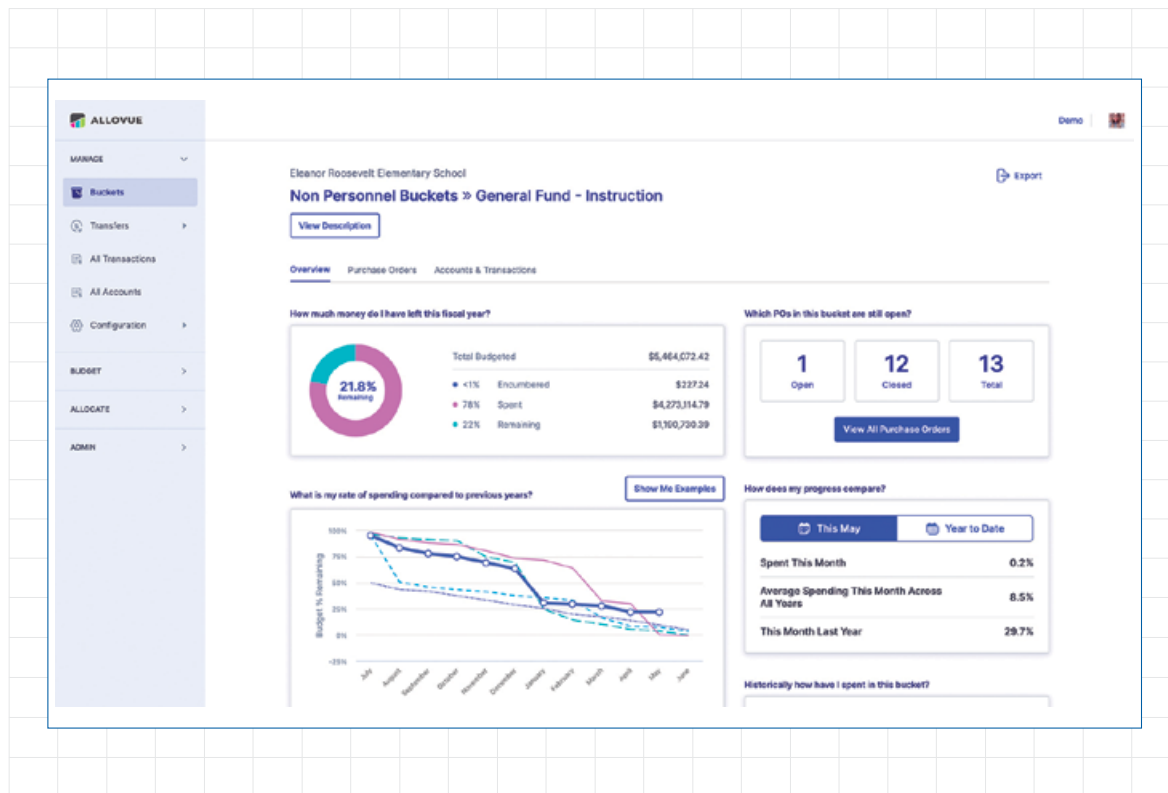 ALLOVUE
Demo
MANAGE
Buckets
Transfers
All Transactions
All Accounts
Configuration
BUDGET
ALLOCATE
ADMIN
Eleanor Roosevelt Elementary School
Export
Non Personnel Buckets » General Fund - Instruction
View Description
Overview Purchase Orders Accounts & Transactions
How much money do I have left this fiscal year?
21.8%
Remaining
Total Budgeted $5,464,072.42
<1% Encumbered $227.24
78% Spent $4,273,114.79
22% Remaining $1,190,730.39
Which POs in this bucket are still open?
1 12 13
Open Closed Total
View All Purchase Orders
What is my rate of spending compared to previous years?
Show Me Examples
Budget % Remaining
100%
75%
50%
25%
0%
-25%
July August September October November December January February March April May June
How does my progress compare?
This May Year to Date
Spent This Month 0.2%
Average Spending This Month Across
All Years 8.5%
This Month Last Year 29.7%
Historically how have I spent in this bucket?